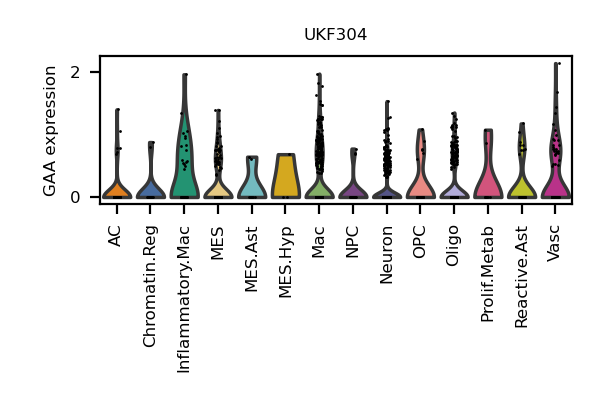 UKF304
GAA expression
2
0
AC
Chromatin.Reg
Inflammatory.Mac
MES
MES.Ast
MES.Hyp
Mac
NPC
Neuron
OPC
Oligo
Prolif.Metab
Reactive.Ast
Vasc